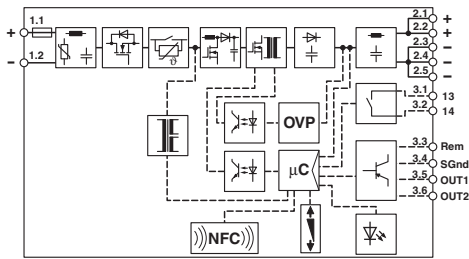 + 1.1
- 1.2
ϑ
2.1 +
2.2 +
2.3 -
2.4 -
2.5 -
3.1 13
3.2 14
OVP
μC
3.3 Rem
3.4 SGnd
3.5 OUT1
3.6 OUT2
NFC